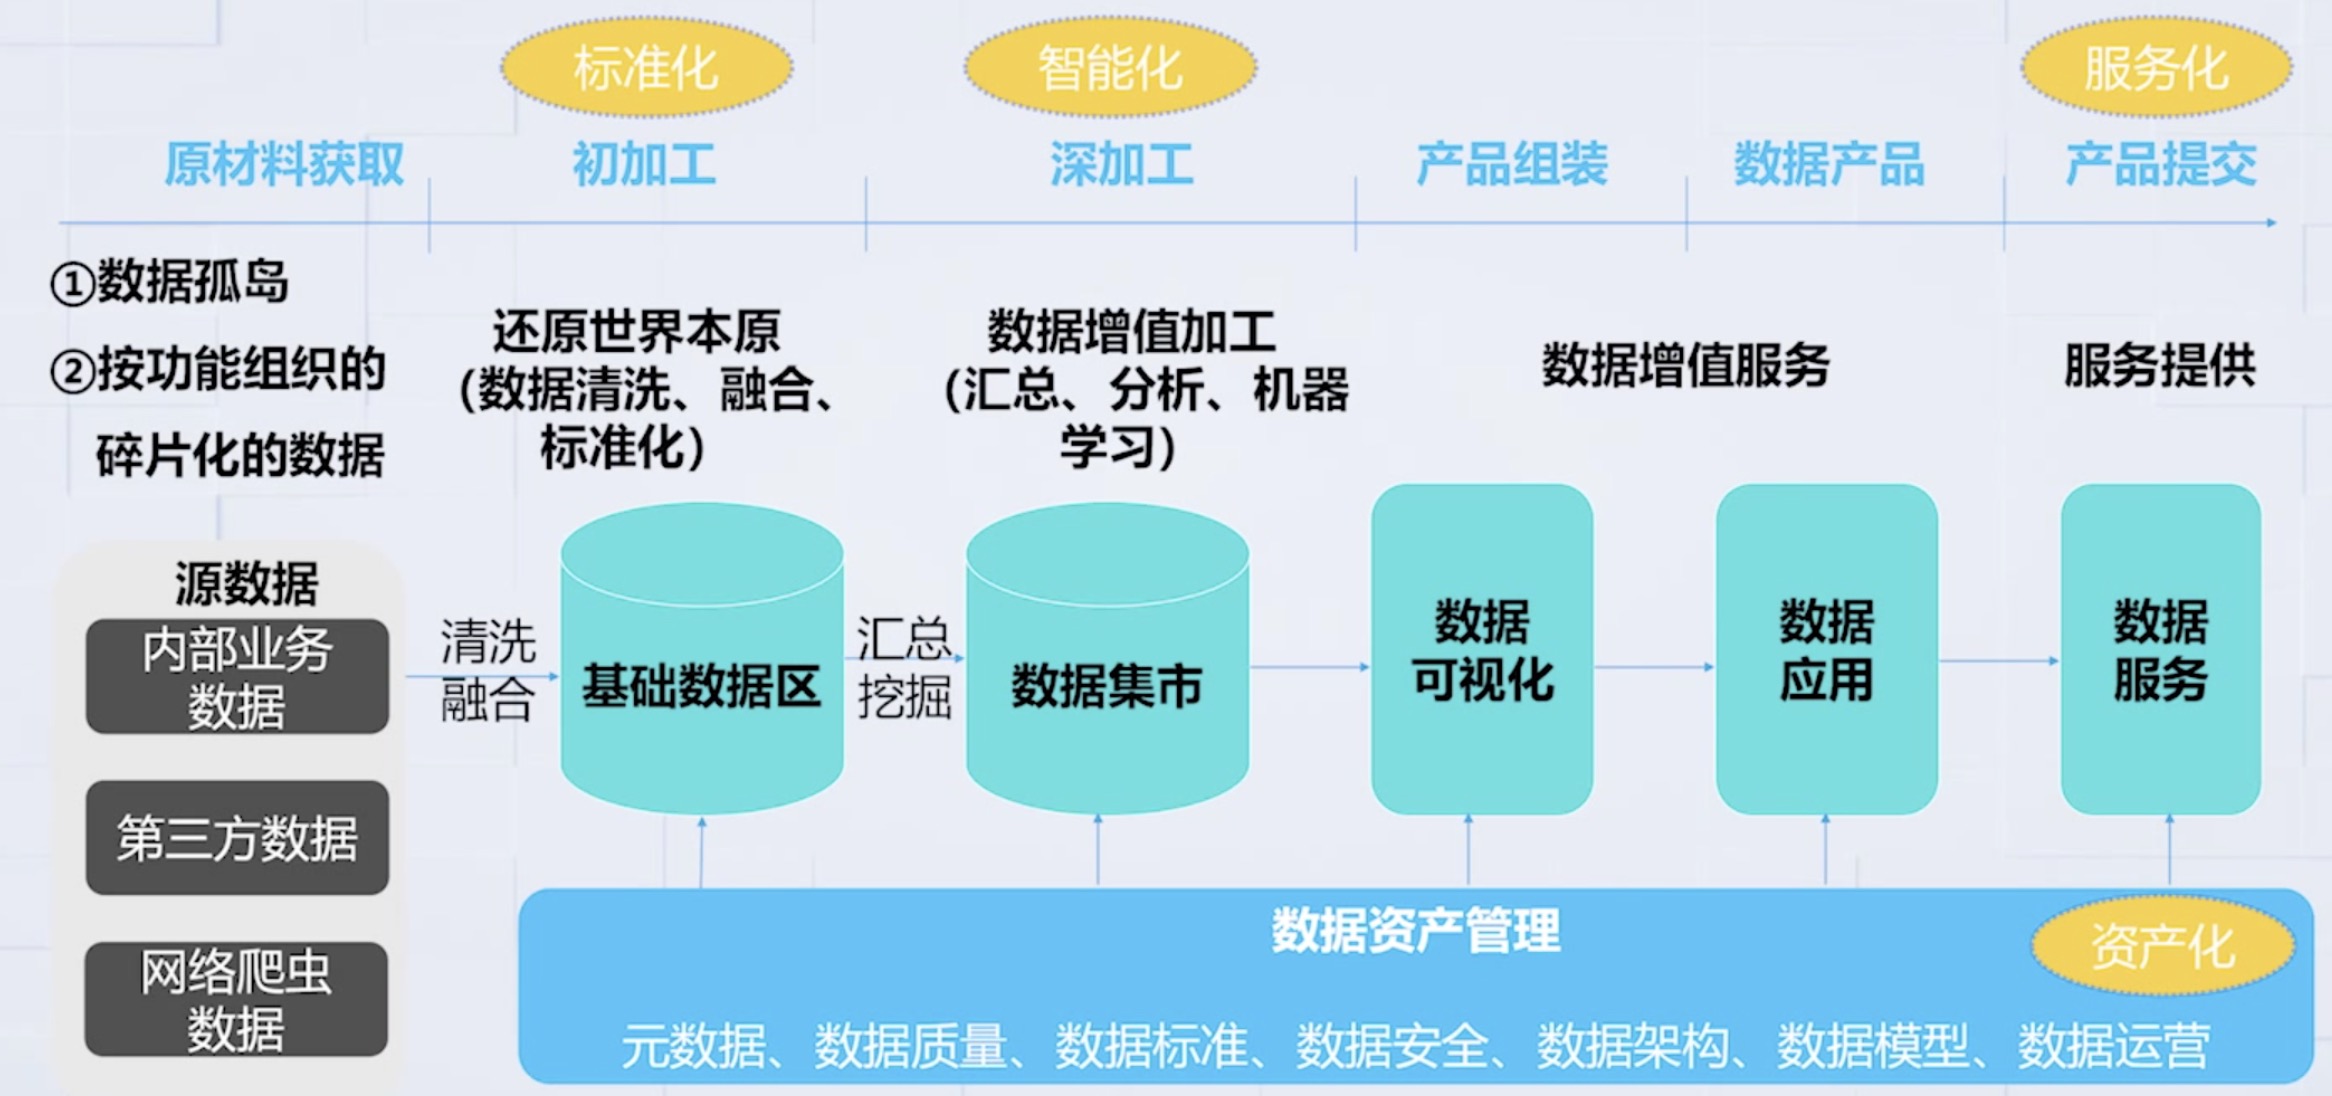 标准化
智能化
服务化
原材料获取
初加工
深加工
产品组装
数据产品
产品提交
①数据孤岛
②按功能组织的
碎片化的数据
还原世界本原
（数据清洗、融合、
标准化）
数据增值加工
（汇总、分析、机器
学习）
数据增值服务
服务提供
源数据
内部业务
数据
第三方数据
网络爬虫
数据
清洗
融合
基础数据区
汇总
挖掘
数据集市
数据
可视化
数据
应用
数据
服务
数据资产管理
资产化
元数据、数据质量、数据标准、数据安全、数据架构、数据模型、数据运营